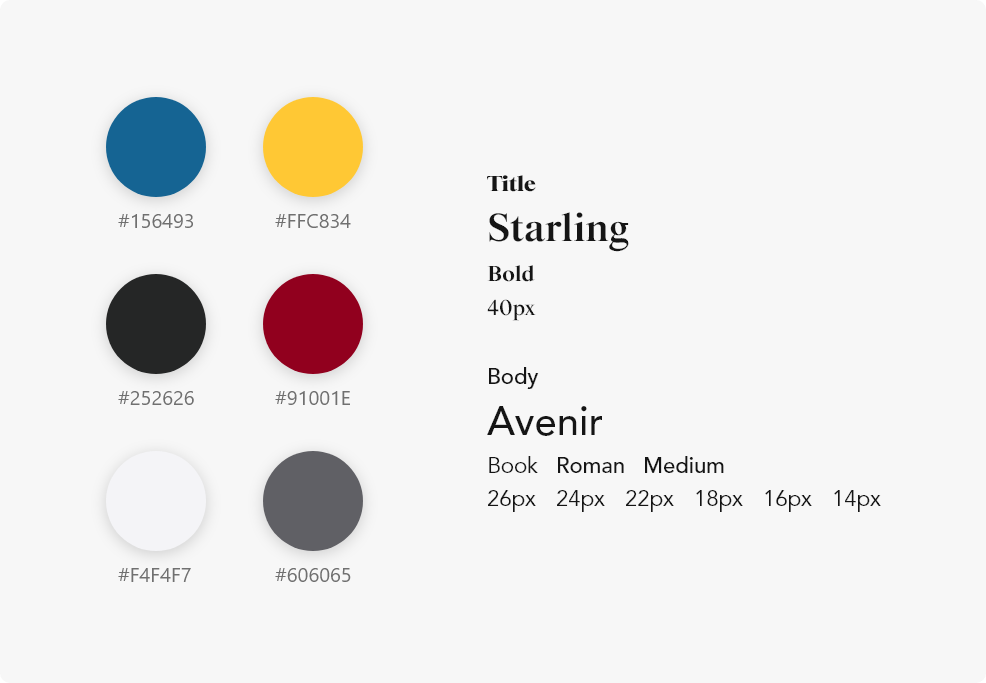 #156493 #FFC834
#252626 #91001E
#F4F4F7 #606065
Title
Starling
Bold
40px
Body
Avenir
Book Roman Medium
26px 24px 22px 18px 16px 14px